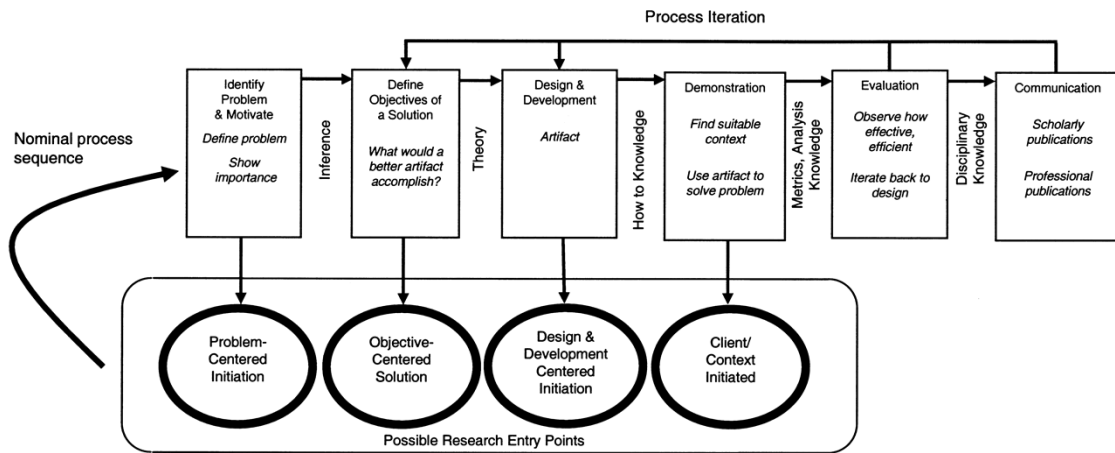 Process Iteration
Nominal process
sequence
Identify
Problem
& Motivate
Define problem
Show
importance
Inference
Define
Objectives of
a Solution
What would a
better artifact
accomplish?
Theory
Design &
Development
Artifact
How to Knowledge
Demonstration
Find suitable
context
Use artifact to
solve problem
Metrics, Analysis
Knowledge
Evaluation
Observe how
effective,
efficient
Iterate back to
design
Disciplinary
Knowledge
Communication
Scholarly
publications
Professional
publications
Problem-
Centered
Initiation
Objective-
Centered
Solution
Design &
Development
Centered
Initiation
Client/
Context
Initiated
Possible Research Entry Points